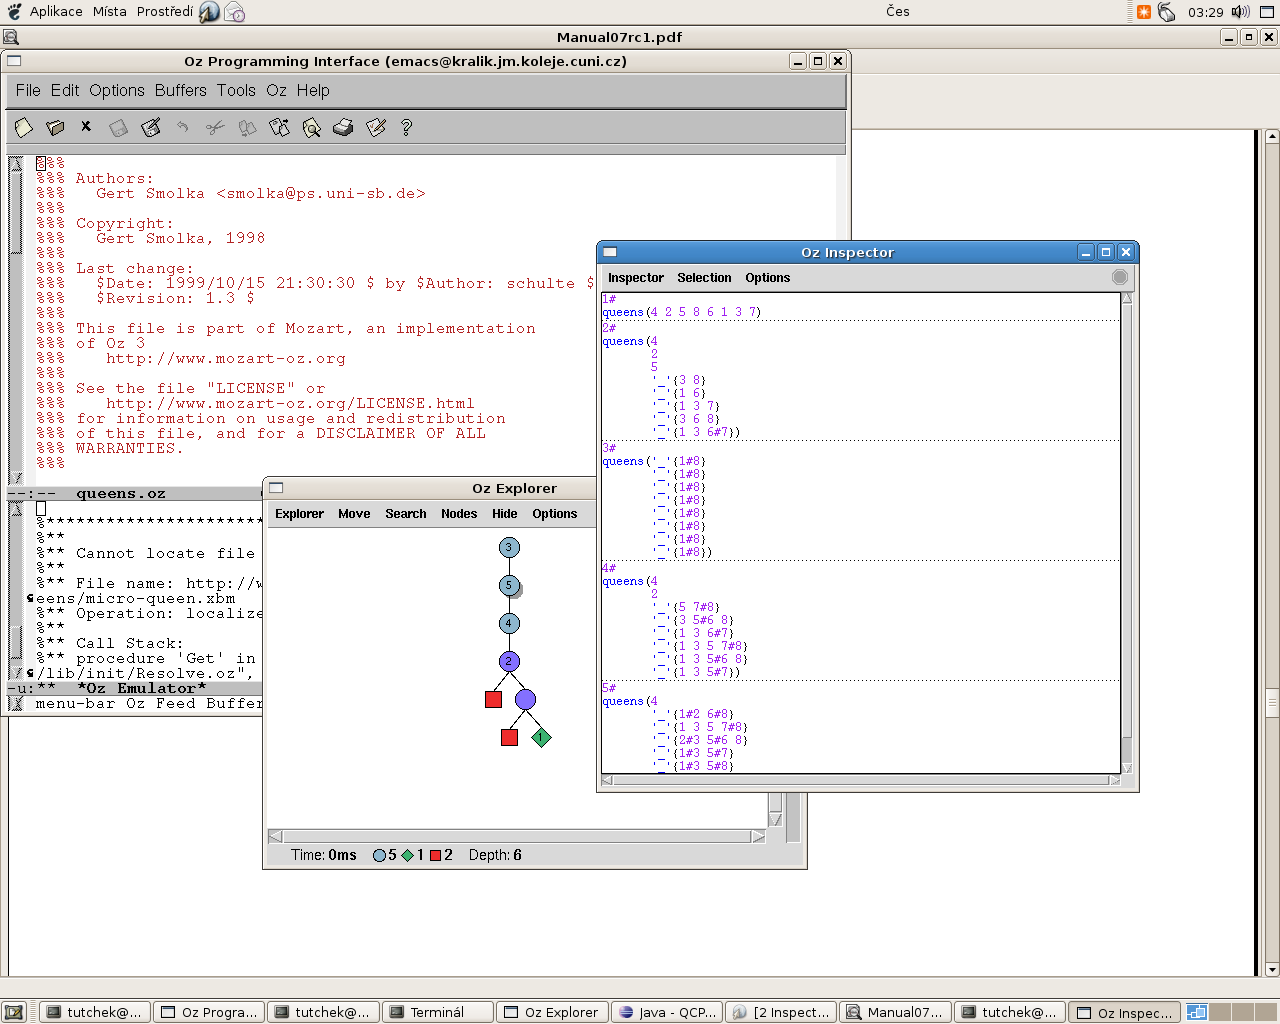 Aplikace Místa Prostředí
Čes
03:29
Manual07rc1.pdf
Oz Programming Interface (emacs@kralik.jm.koleje.cuni.cz)
File Edit Options Buffers Tools Oz Help
%%%
%%% Authors:
%%%   Gert Smolka <smolka@ps.uni-sb.de>
%%%
%%% Copyright:
%%%   Gert Smolka, 1998
%%%
%%% Last change:
%%%   $Date: 1999/10/15 21:30:30 $ by $Author: schulte $
%%%   $Revision: 1.3 $
%%%
%%% This file is part of Mozart, an implementation
%%% of Oz 3
%%%    http://www.mozart-oz.org
%%%
%%% See the file "LICENSE" or
%%%    http://www.mozart-oz.org/LICENSE.html
%%% for information on usage and redistribution
%%% of this file, and for a DISCLAIMER OF ALL
%%% WARRANTIES.
%%%
--:-- queens.oz
%***********************
%**
%** Cannot locate file
%**
%** File name: http://w
eens/micro-queen.xbm
%** Operation: localize
%**
%** Call Stack:
%** procedure 'Get' in
/lib/init/Resolve.oz",
-u:** *Oz Emulator*
menu-bar Oz Feed Buffer
Oz Explorer
Explorer Move Search Nodes Hide Options
3
5
4
2
1
Time: 0ms 5 1 2 Depth: 6
Oz Inspector
Inspector Selection Options
1#
queens(4 2 5 8 6 1 3 7)
2#
queens(4
2
5
'_'{3 8}
'_'{1 6}
'_'{1 3 7}
'_'{3 6 8}
'_'{1 3 6#7})
3#
queens('_'{1#8}
'_'{1#8}
'_'{1#8}
'_'{1#8}
'_'{1#8}
'_'{1#8}
'_'{1#8}
'_'{1#8})
4#
queens(4
2
'_'{5 7#8}
'_'{3 5#6 8}
'_'{1 3 6#7}
'_'{1 3 5 7#8}
'_'{1 3 5#6 8}
'_'{1 3 5#7})
5#
queens(4
'_'{1#2 6#8}
'_'{1 3 5 7#8}
'_'{2#3 5#6 8}
'_'{1#3 5#7}
'_'{1#3 5#8}
tutchek@... Oz Progra... tutchek@... Terminál Oz Explorer Java - QCP... [2 Inspect... Manual07... tutchek@... Oz Inspec...